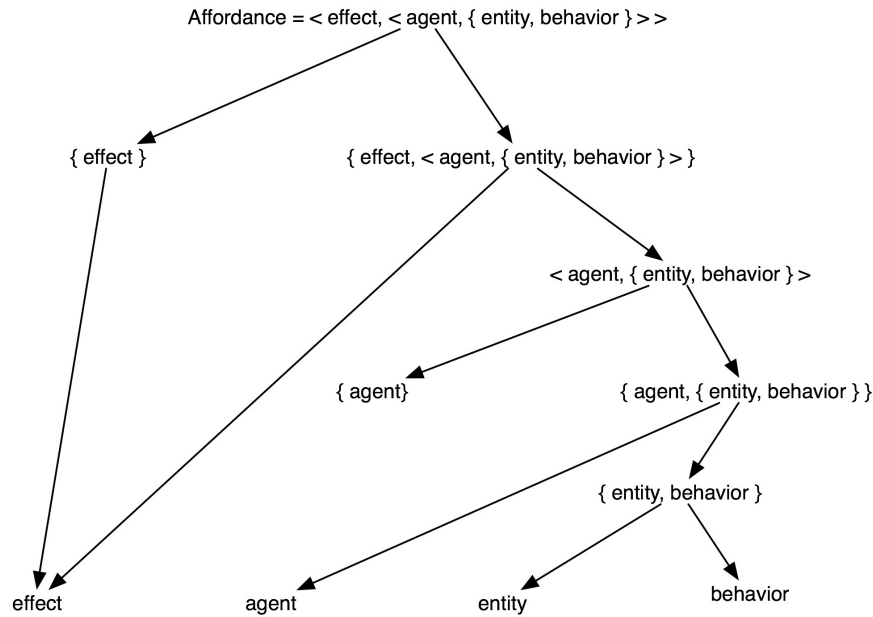 Affordance = < effect, < agent, { entity, behavior } > >
{ effect }
{ effect, < agent, { entity, behavior } > }
< agent, { entity, behavior } >
{ agent}
{ agent, { entity, behavior } }
{ entity, behavior }
effect
agent
entity
behavior